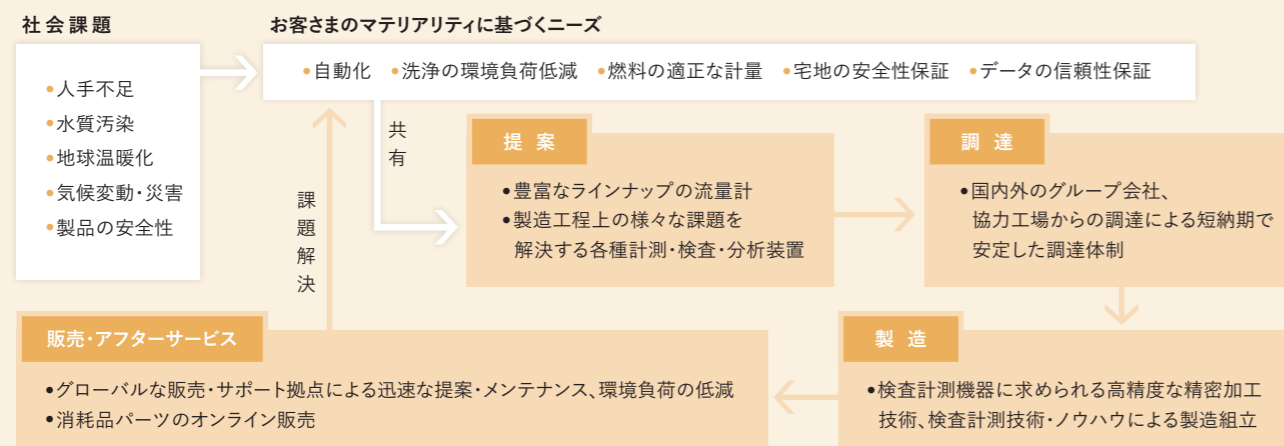 社会課題
•人手不足
•水質汚染
•地球温暖化
•気候変動・災害
•製品の安全性
お客さまのマテリアリティに基づくニーズ
•自動化 •洗浄の環境負荷低減 •燃料の適正な計量 •宅地の安全性保証 •データの信頼性保証
共有
課題解決
提案
•豊富なラインナップの流量計
•製造工程上の様々な課題を
解決する各種計測・検査・分析装置
調達
•国内外のグループ会社、
協力工場からの調達による短納期で
安定した調達体制
製造
•検査計測機器に求められる高精度な精密加工
技術、検査計測技術・ノウハウによる製造組立
販売・アフターサービス
•グローバルな販売・サポート拠点による迅速な提案・メンテナンス、環境負荷の低減
•消耗品パーツのオンライン販売